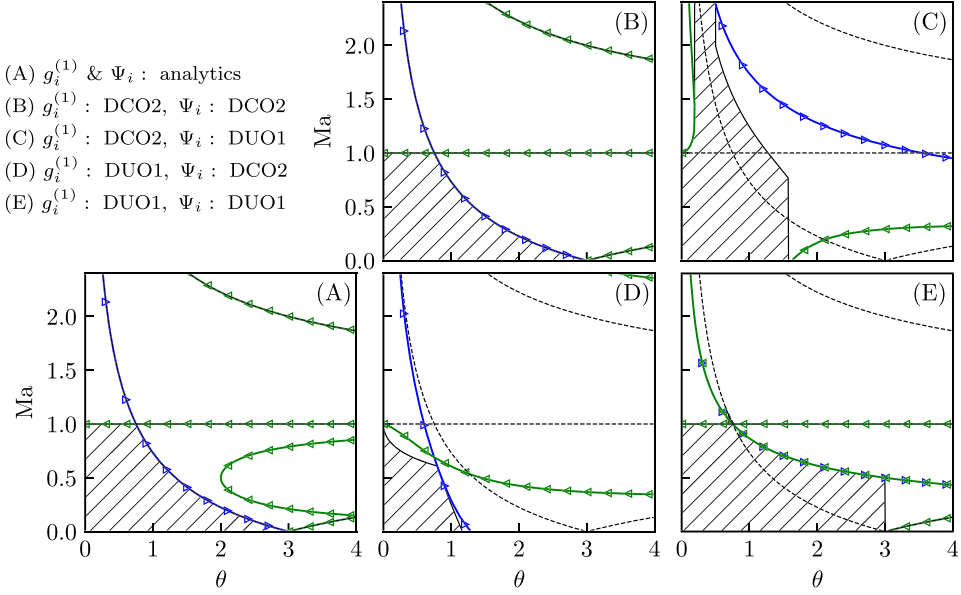 (A) g_i^{(1)} & Ψ_i : analytics
(B) g_i^{(1)} : DCO2, Ψ_i : DCO2
(C) g_i^{(1)} : DCO2, Ψ_i : DUO1
(D) g_i^{(1)} : DUO1, Ψ_i : DCO2
(E) g_i^{(1)} : DUO1, Ψ_i : DUO1
(B)
(C)
Ma
2.0
1.5
1.0
0.5
0.0
(A)
(D)
(E)
Ma
2.0
1.5
1.0
0.5
0.0
0 1 2 3 4
0 1 2 3 4
0 1 2 3 4
θ
θ
θ